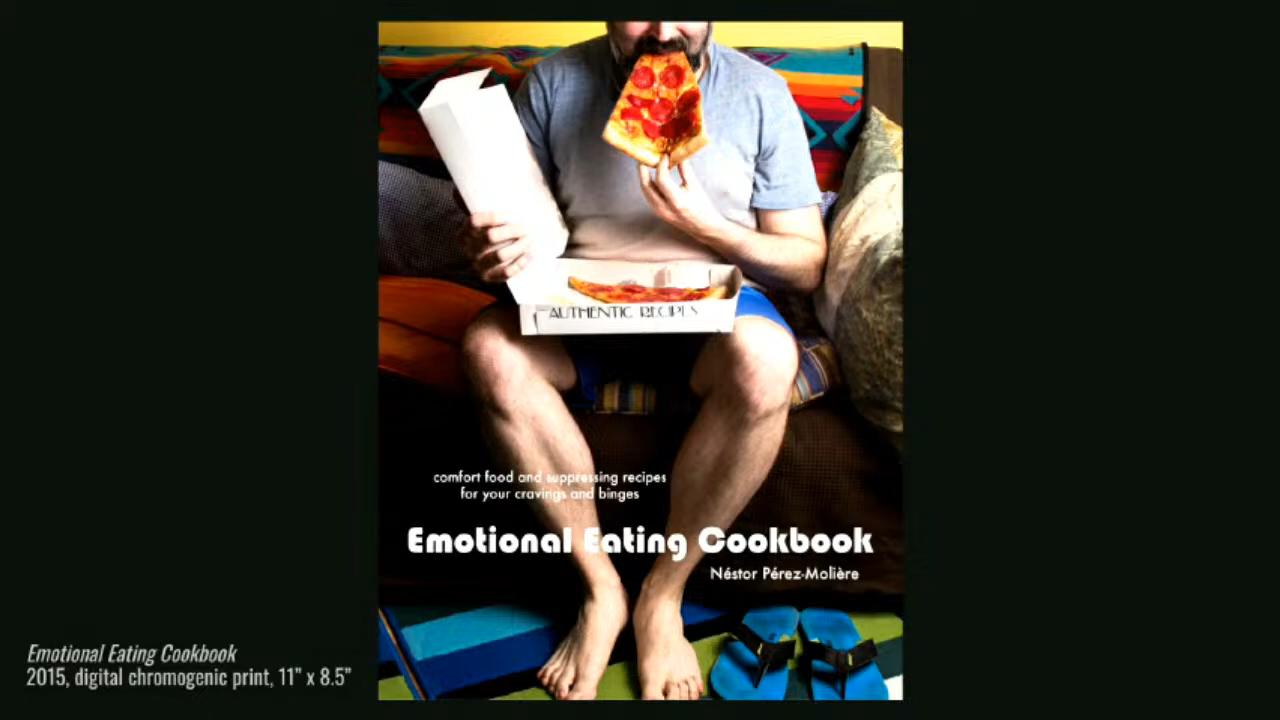 AUTHENTIC RECIPES
comfort food and suppressing recipes
for your cravings and binges
Emotional Eating Cookbook
Néstor Pérez-Molière
Emotional Eating Cookbook
2015, digital chromogenic print, 11” x 8.5”